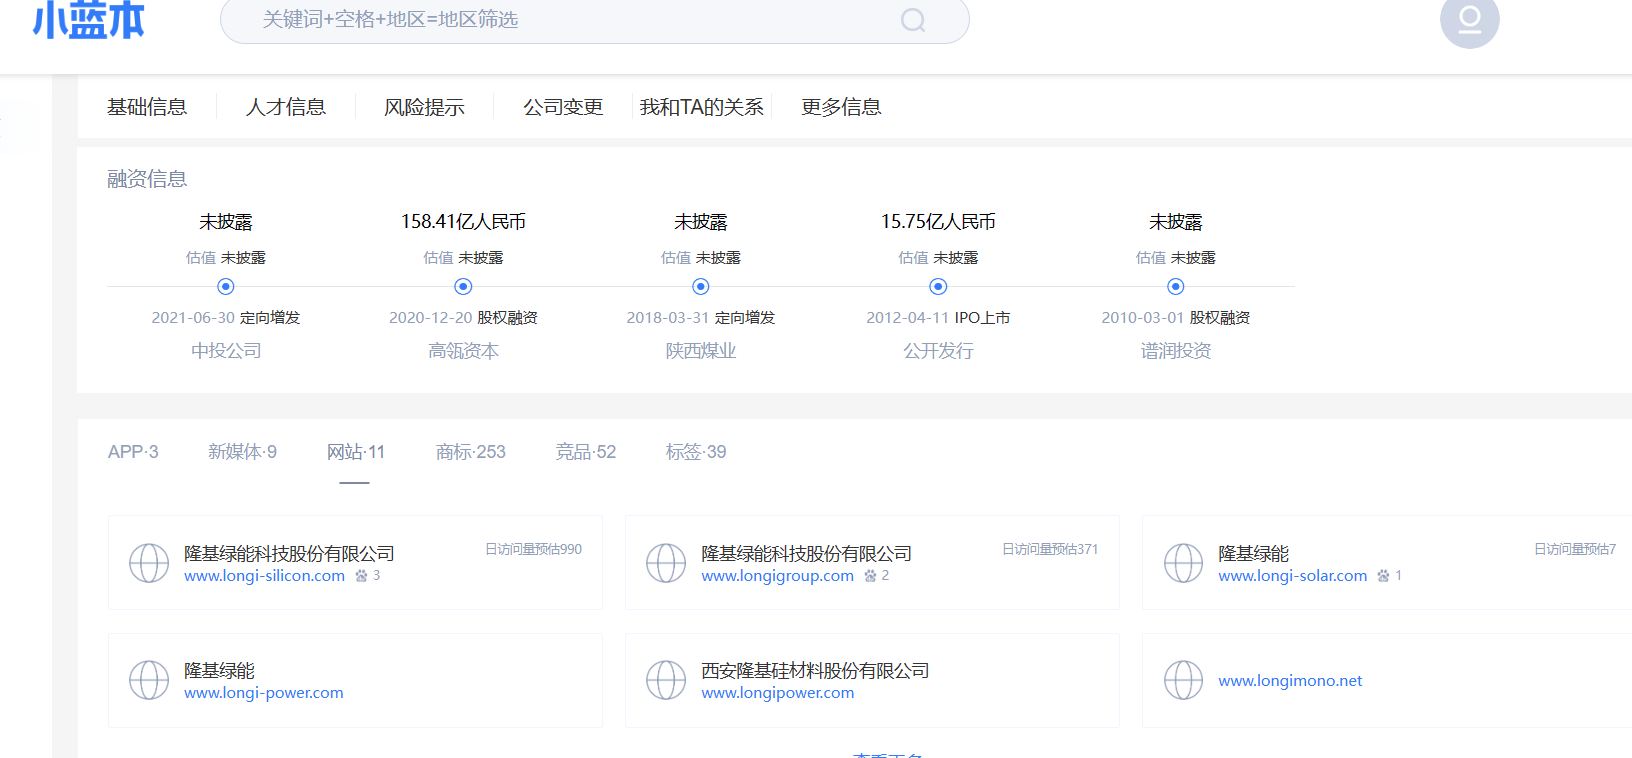 小蓝本
关键词+空格+地区=地区筛选
基础信息 人才信息 风险提示 公司变更 我和TA的关系 更多信息
融资信息
未披露 158.41亿人民币 未披露 15.75亿人民币 未披露
估值 未披露 估值 未披露 估值 未披露 估值 未披露 估值 未披露
2021-06-30 定向增发 2020-12-20 股权融资 2018-03-31 定向增发 2012-04-11 IPO上市 2010-03-01 股权融资
中投公司 高瓴资本 陕西煤业 公开发行 谱润投资
APP·3 新媒体·9 网站·11 商标·253 竞品·52 标签·39
隆基绿能科技股份有限公司 日访问量预估990
www.longi-silicon.com 3
隆基绿能科技股份有限公司 日访问量预估371
www.longigroup.com 2
隆基绿能 日访问量预估7
www.longi-solar.com 1
隆基绿能
www.longi-power.com
西安隆基硅材料股份有限公司
www.longipower.com
www.longimono.net